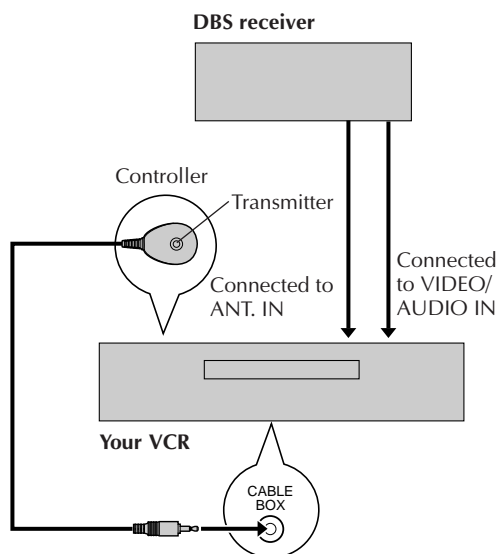 DBS receiver
Controller
Transmitter
Connected to
ANT. IN
Connected
to VIDEO/
AUDIO IN
Your VCR
CABLE
BOX